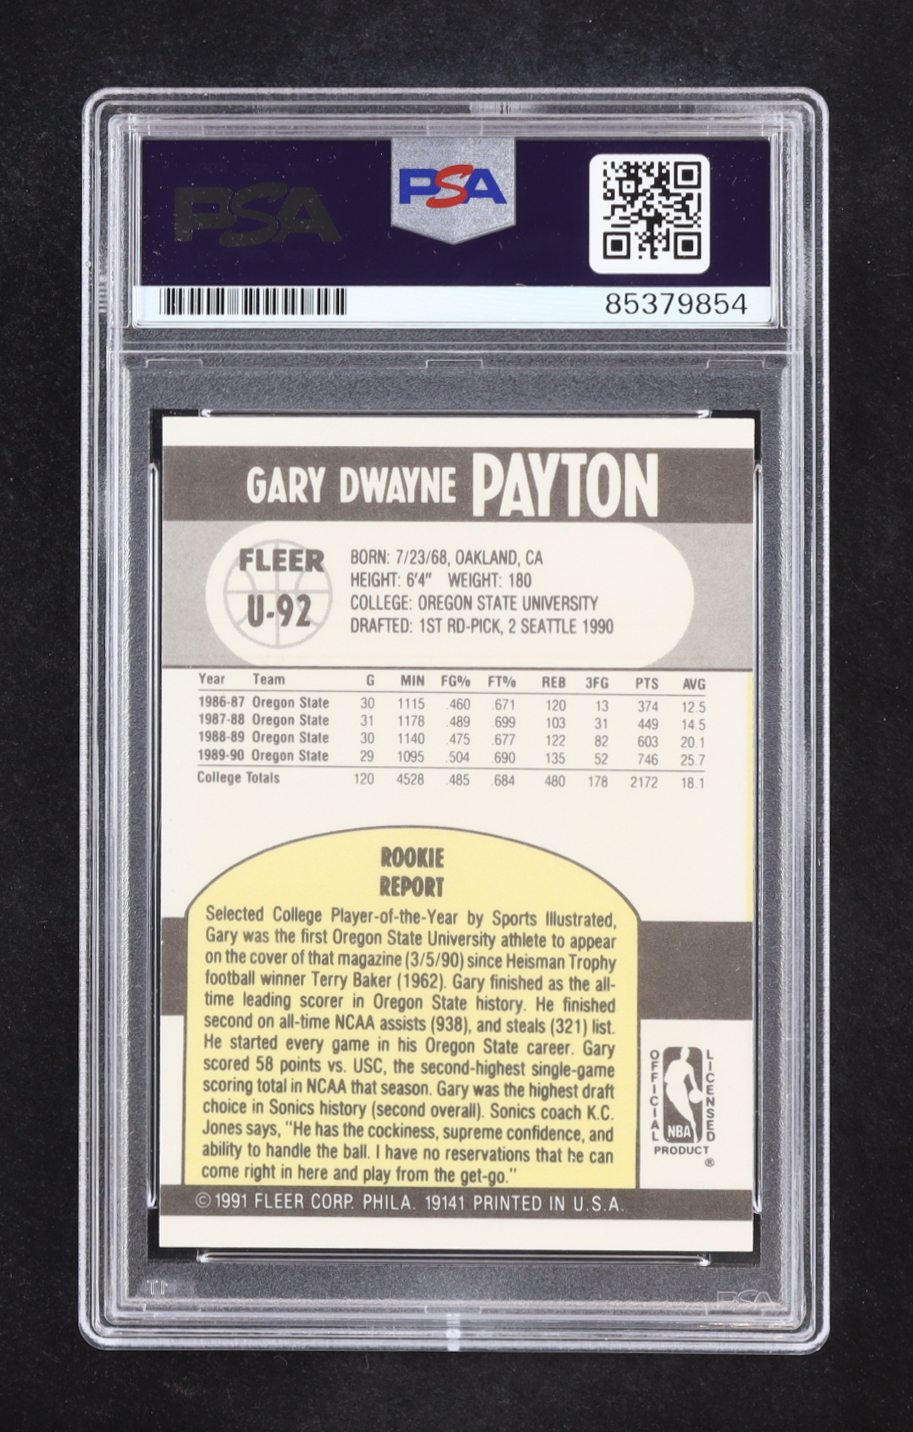 PSA
PSA
85379854
GARY DWAYNE PAYTON
FLEER
U-92
BORN: 7/23/68, OAKLAND, CA
HEIGHT: 6'4" WEIGHT: 180
COLLEGE: OREGON STATE UNIVERSITY
DRAFTED: 1ST RD-PICK, 2 SEATTLE 1990
Year Team G MIN FG% FT% REB 3FG PTS AVG
1986-87 Oregon State 30 1115 .460 .671 120 13 374 12.5
1987-88 Oregon State 31 1178 .489 .699 103 31 449 14.5
1988-89 Oregon State 30 1140 .475 .677 122 82 603 20.1
1989-90 Oregon State 29 1095 .504 .690 135 52 746 25.7
College Totals 120 4528 .485 .684 480 178 2172 18.1
ROOKIE
REPORT
Selected College Player-of-the-Year by Sports Illustrated,
Gary was the first Oregon State University athlete to appear
on the cover of that magazine (3/5/90) since Heisman Trophy
football winner Terry Baker (1962). Gary finished as the all-
time leading scorer in Oregon State history. He finished
second on all-time NCAA assists (938), and steals (321) list.
He started every game in his Oregon State career. Gary
scored 58 points vs. USC, the second-highest single-game
scoring total in NCAA that season. Gary was the highest draft
choice in Sonics history (second overall). Sonics coach K.C.
Jones says, "He has the cockiness, supreme confidence, and
ability to handle the ball. I have no reservations that he can
come right in here and play from the get-go."
OFFICIAL LICENSED
NBA
PRODUCT
®
© 1991 FLEER CORP. PHILA. 19141 PRINTED IN U.S.A.
PSA